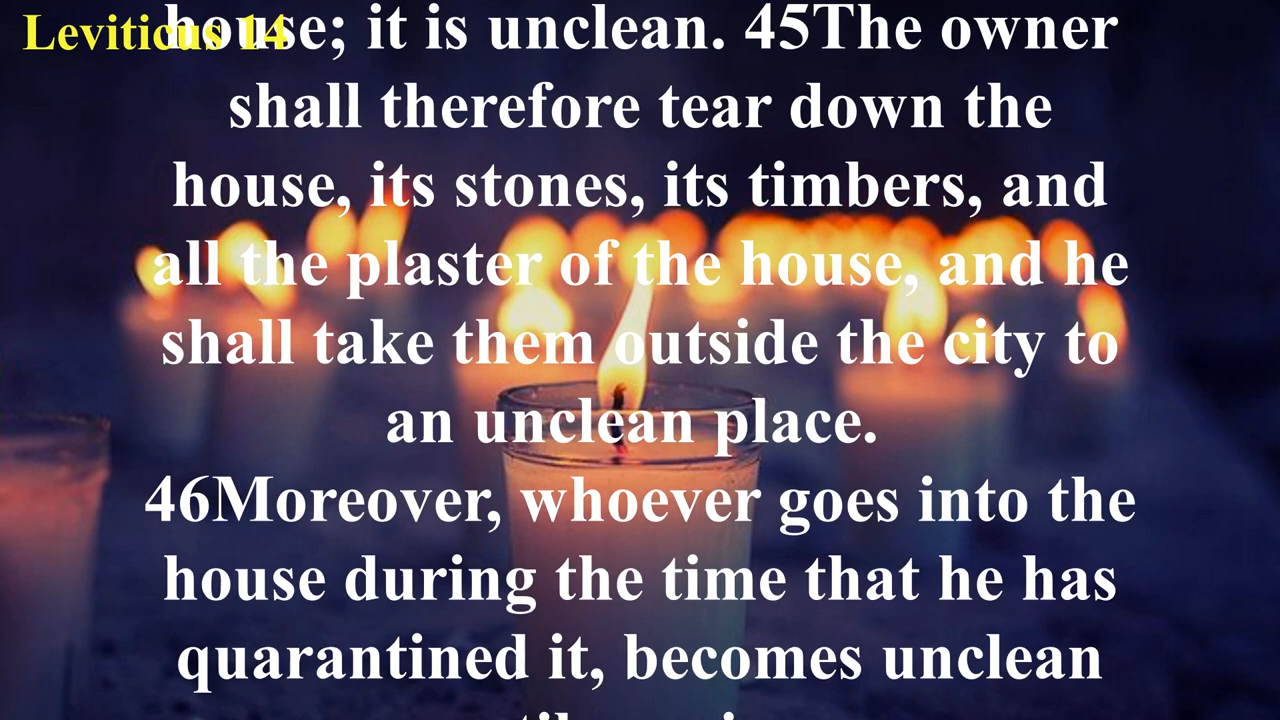 Leviticus 14
house; it is unclean. 45The owner
shall therefore tear down the
house, its stones, its timbers, and
all the plaster of the house, and he
shall take them outside the city to
an unclean place.
46Moreover, whoever goes into the
house during the time that he has
quarantined it, becomes unclean